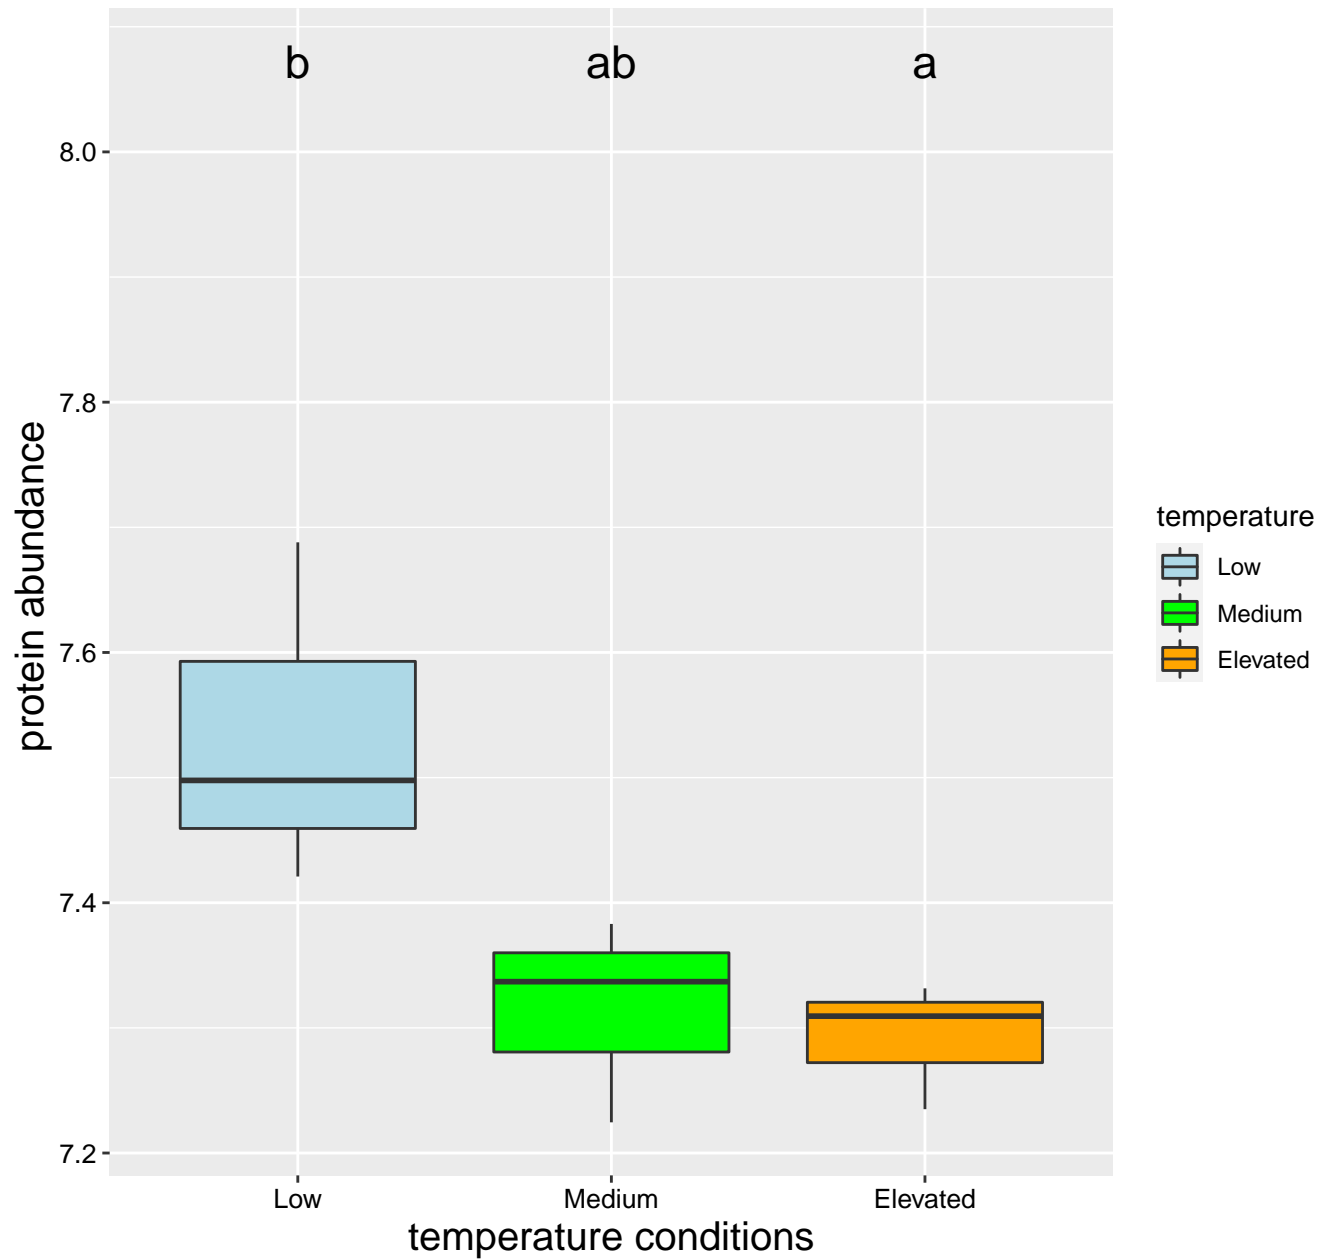 b ab a
8.0
7.8
7.6
7.4
7.2
protein abundance
Low Medium Elevated
temperature conditions
temperature
Low
Medium
Elevated